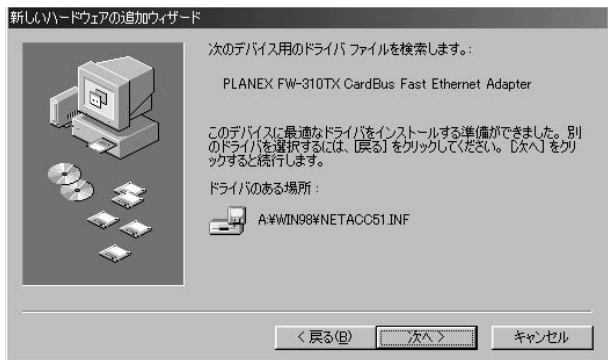 新しいハードウェアの追加ウィザード
次のデバイス用のドライバ ファイルを検索します。:
PLANEX FW-310TX CardBus Fast Ethernet Adapter
このデバイスに最適なドライバをインストールする準備ができました。別
のドライバを選択するには、[戻る] をクリックしてください。[次へ] をクリ
ックすると続行します。
ドライバのある場所:
A:¥WIN98¥NETACC51.INF
< 戻る(B)
次へ >
キャンセル